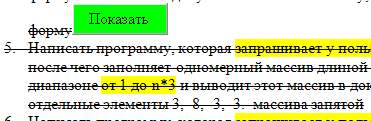 форму Показать
5. Написать программу, которая запрашивает у поль
после чего заполняет одномерный массив длиной
диапазоне от 1 до n*3 и выводит этот массив в до
отдельные элементы 3, 8, 3, 3. массива запятой